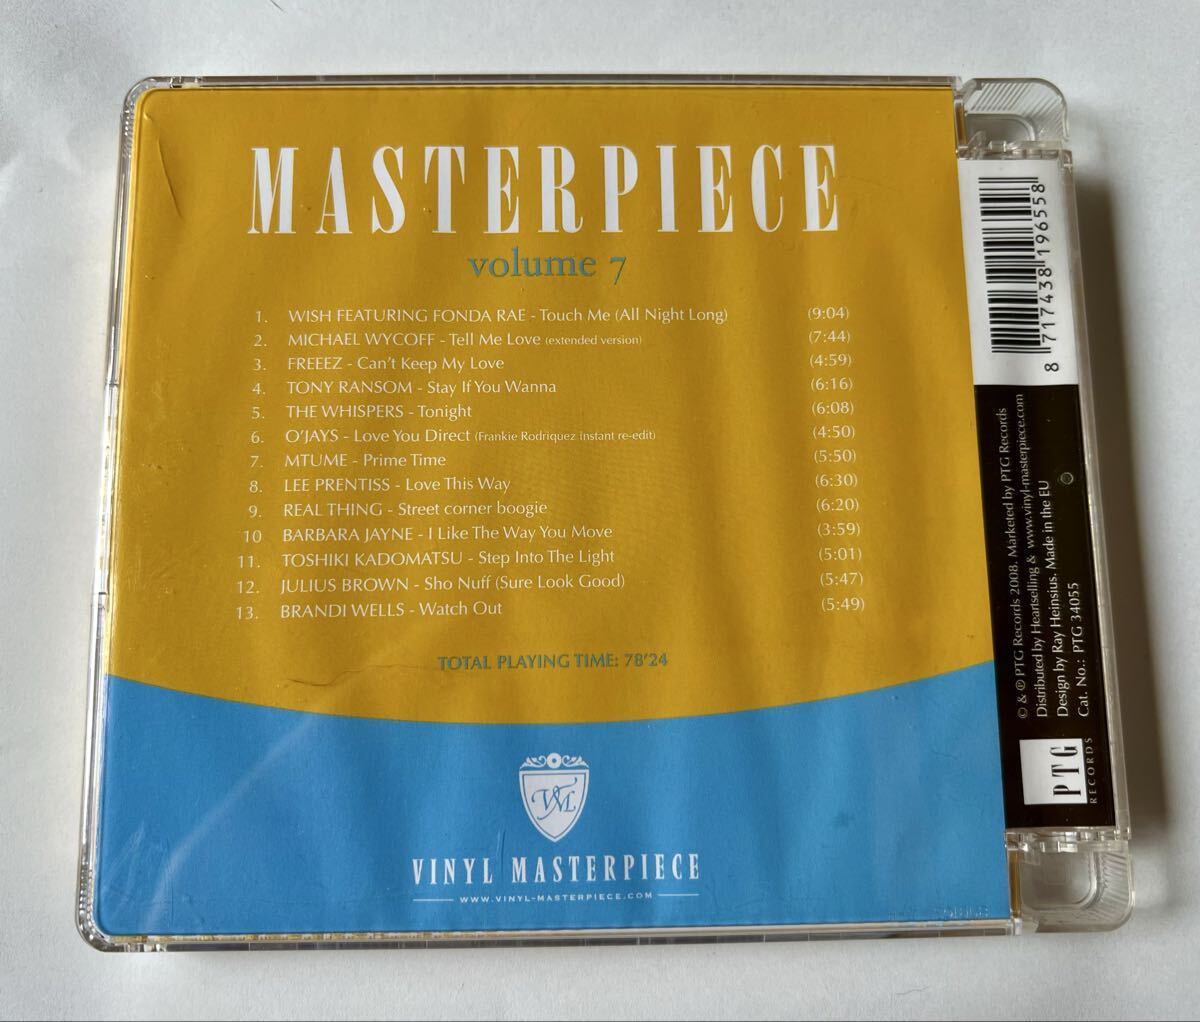 MASTERPIECE
volume 7
1. WISH FEATURING FONDA RAE - Touch Me (All Night Long) (9:04)
2. MICHAEL WYCOFF - Tell Me Love (extended version) (7:44)
3. FREEEZ - Can't Keep My Love (4:59)
4. TONY RANSOM - Stay If You Wanna (6:16)
5. THE WHISPERS - Tonight (6:08)
6. O'JAYS - Love You Direct (Frankie Rodriquez instant re-edit) (4:50)
7. MTUME - Prime Time (5:50)
8. LEE PRENTISS - Love This Way (6:30)
9. REAL THING - Street corner boogie (6:20)
10 BARBARA JAYNE - I Like The Way You Move (3:59)
11. TOSHIKI KADOMATSU - Step Into The Light (5:01)
12. JULIUS BROWN - Sho Nuff (Sure Look Good) (5:47)
13. BRANDI WELLS - Watch Out (5:49)
TOTAL PLAYING TIME: 78'24
VML
VINYL MASTERPIECE
WWW.VINYL-MASTERPIECE.COM
8 717438 196558
© & ℗ PTG Records 2008. Marketed by PTG Records
Distributed by Heartselling & www.vinyl-masterpiece.com
Design by Ray Heinsius. Made in the EU
Cat. No.: PTG 34055
PTG
RECORDS